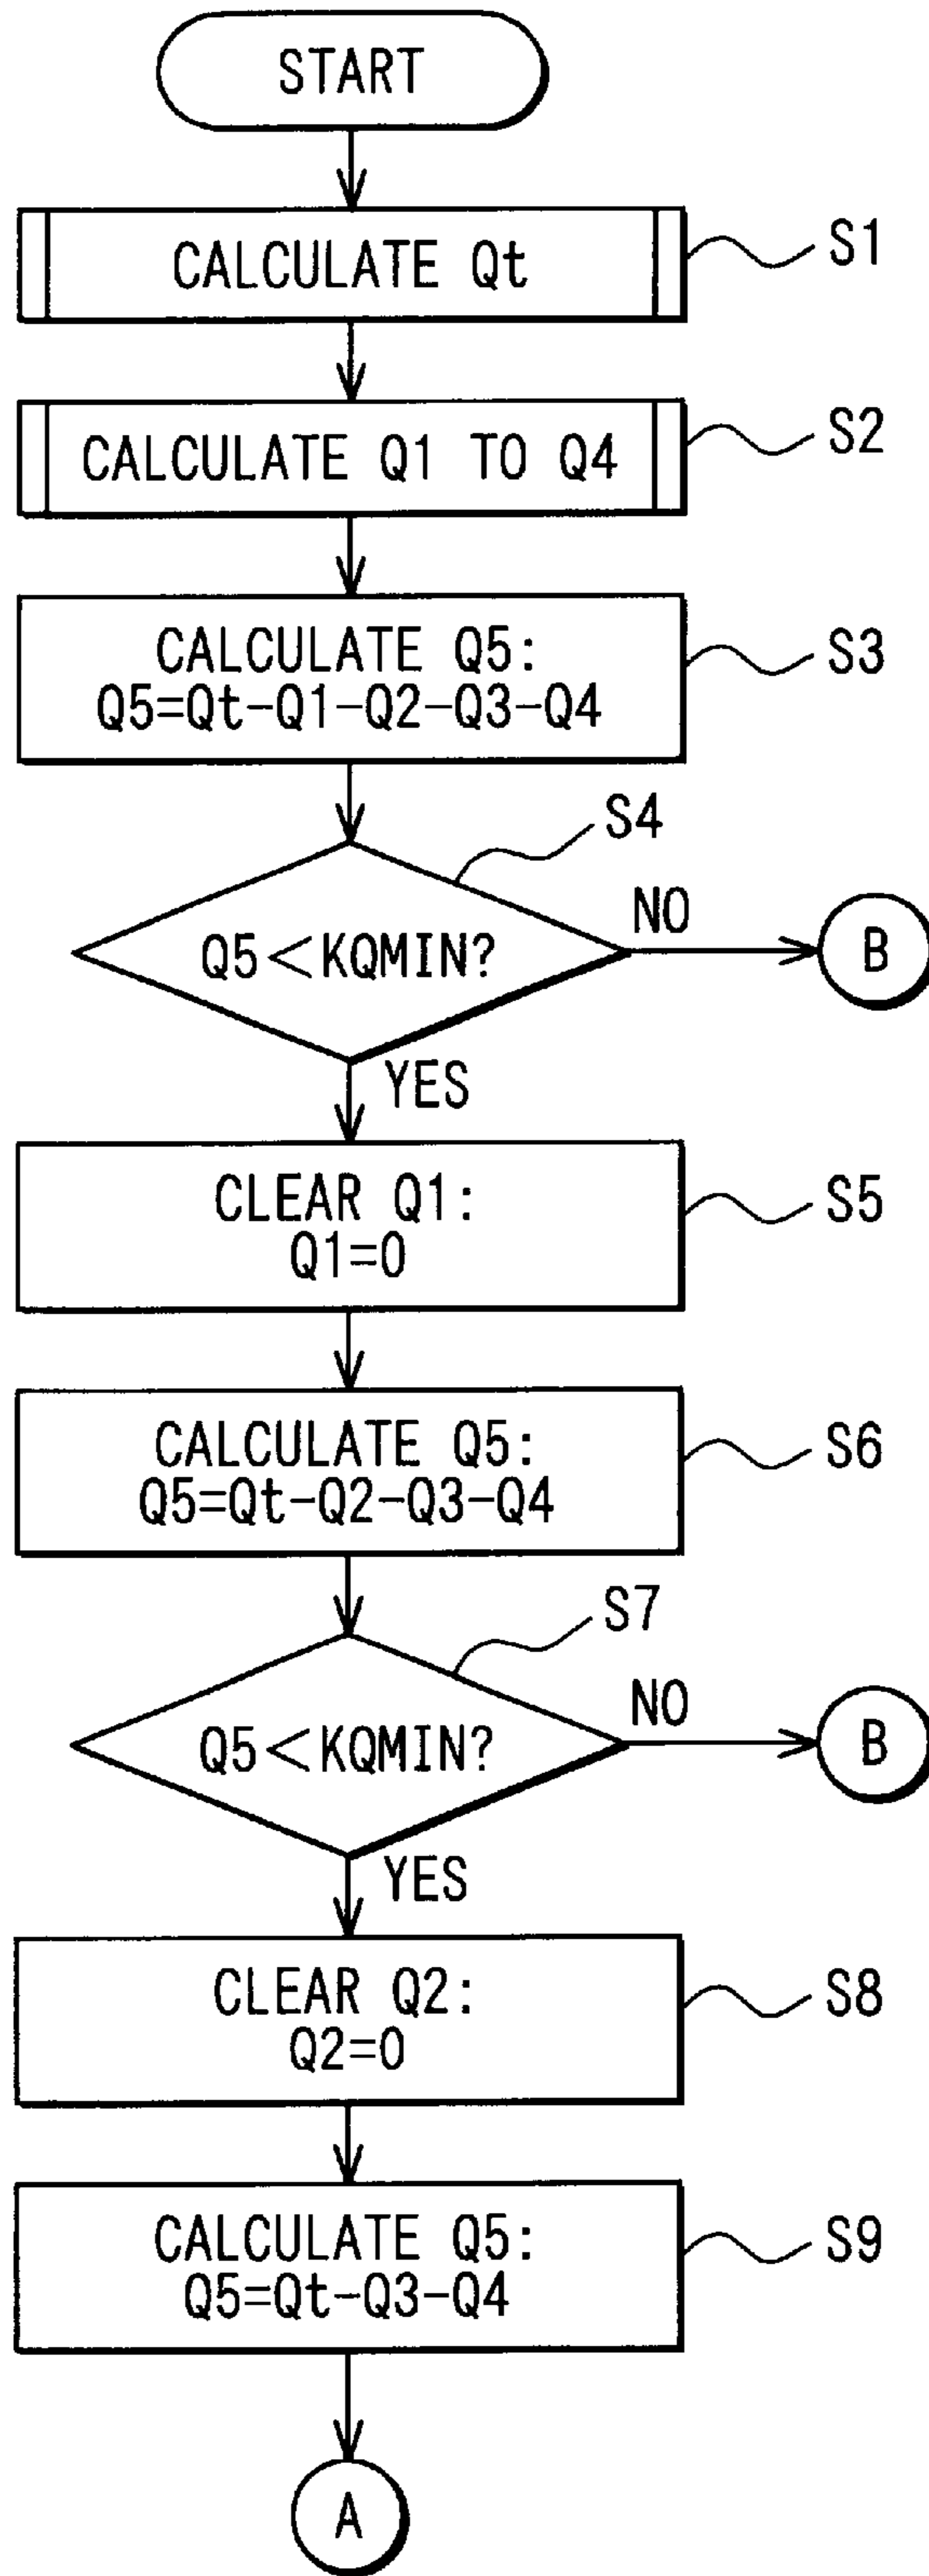 START
CALCULATE Qt
S1
CALCULATE Q1 TO Q4
S2
CALCULATE Q5:
Q5=Qt-Q1-Q2-Q3-Q4
S3
S4
Q5<KQMIN?
NO
B
YES
CLEAR Q1:
Q1=0
S5
CALCULATE Q5:
Q5=Qt-Q2-Q3-Q4
S6
S7
Q5<KQMIN?
NO
B
YES
CLEAR Q2:
Q2=0
S8
CALCULATE Q5:
Q5=Qt-Q3-Q4
S9
A